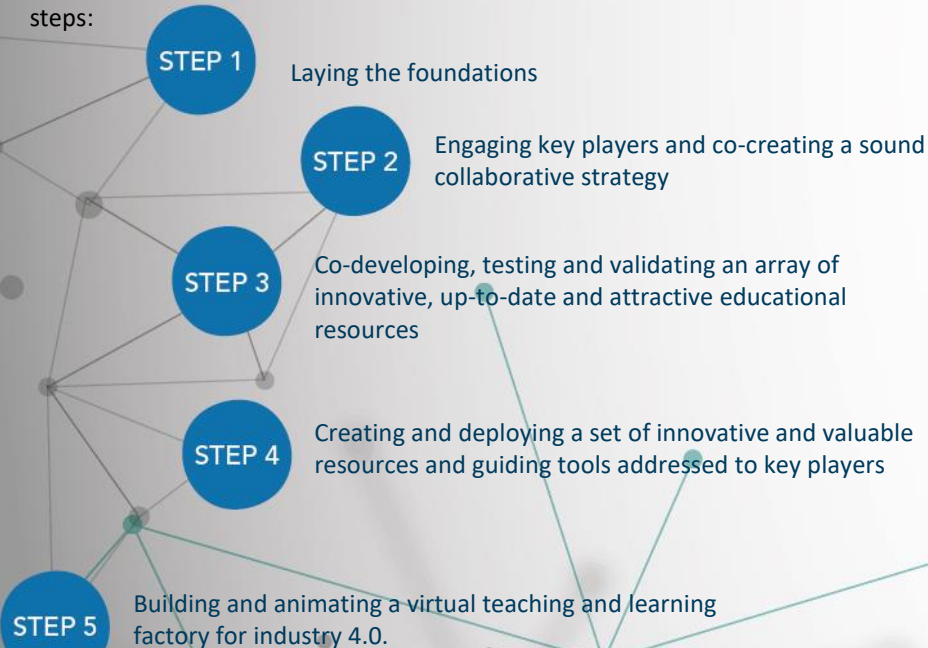 steps:
STEP 1
Laying the foundations
STEP 2
Engaging key players and co-creating a sound
collaborative strategy
STEP 3
Co-developing, testing and validating an array of
innovative, up-to-date and attractive educational
resources
STEP 4
Creating and deploying a set of innovative and valuable
resources and guiding tools addressed to key players
STEP 5
Building and animating a virtual teaching and learning
factory for industry 4.0.